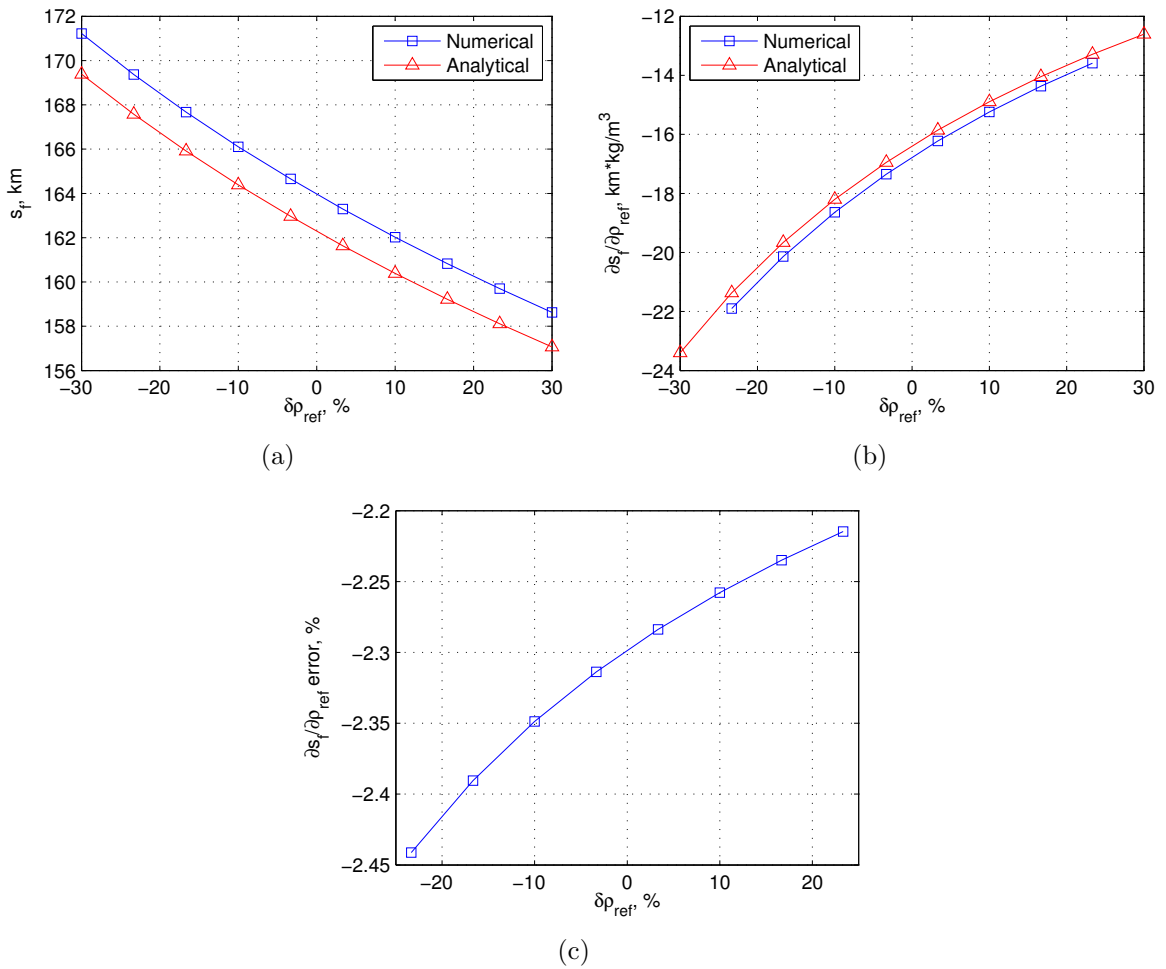 172
170
168
166
164
162
160
158
156
s_f, km
−30 −20 −10 0 10 20 30
δρ_ref, %
Numerical
Analytical
(a)
−12
−14
−16
−18
−20
−22
−24
∂s_f/∂ρ_ref, km*kg/m^3
−30 −20 −10 0 10 20 30
δρ_ref, %
Numerical
Analytical
(b)
−2.2
−2.25
−2.3
−2.35
−2.4
−2.45
∂s_f/∂ρ_ref error, %
−20 −10 0 10 20
δρ_ref, %
(c)